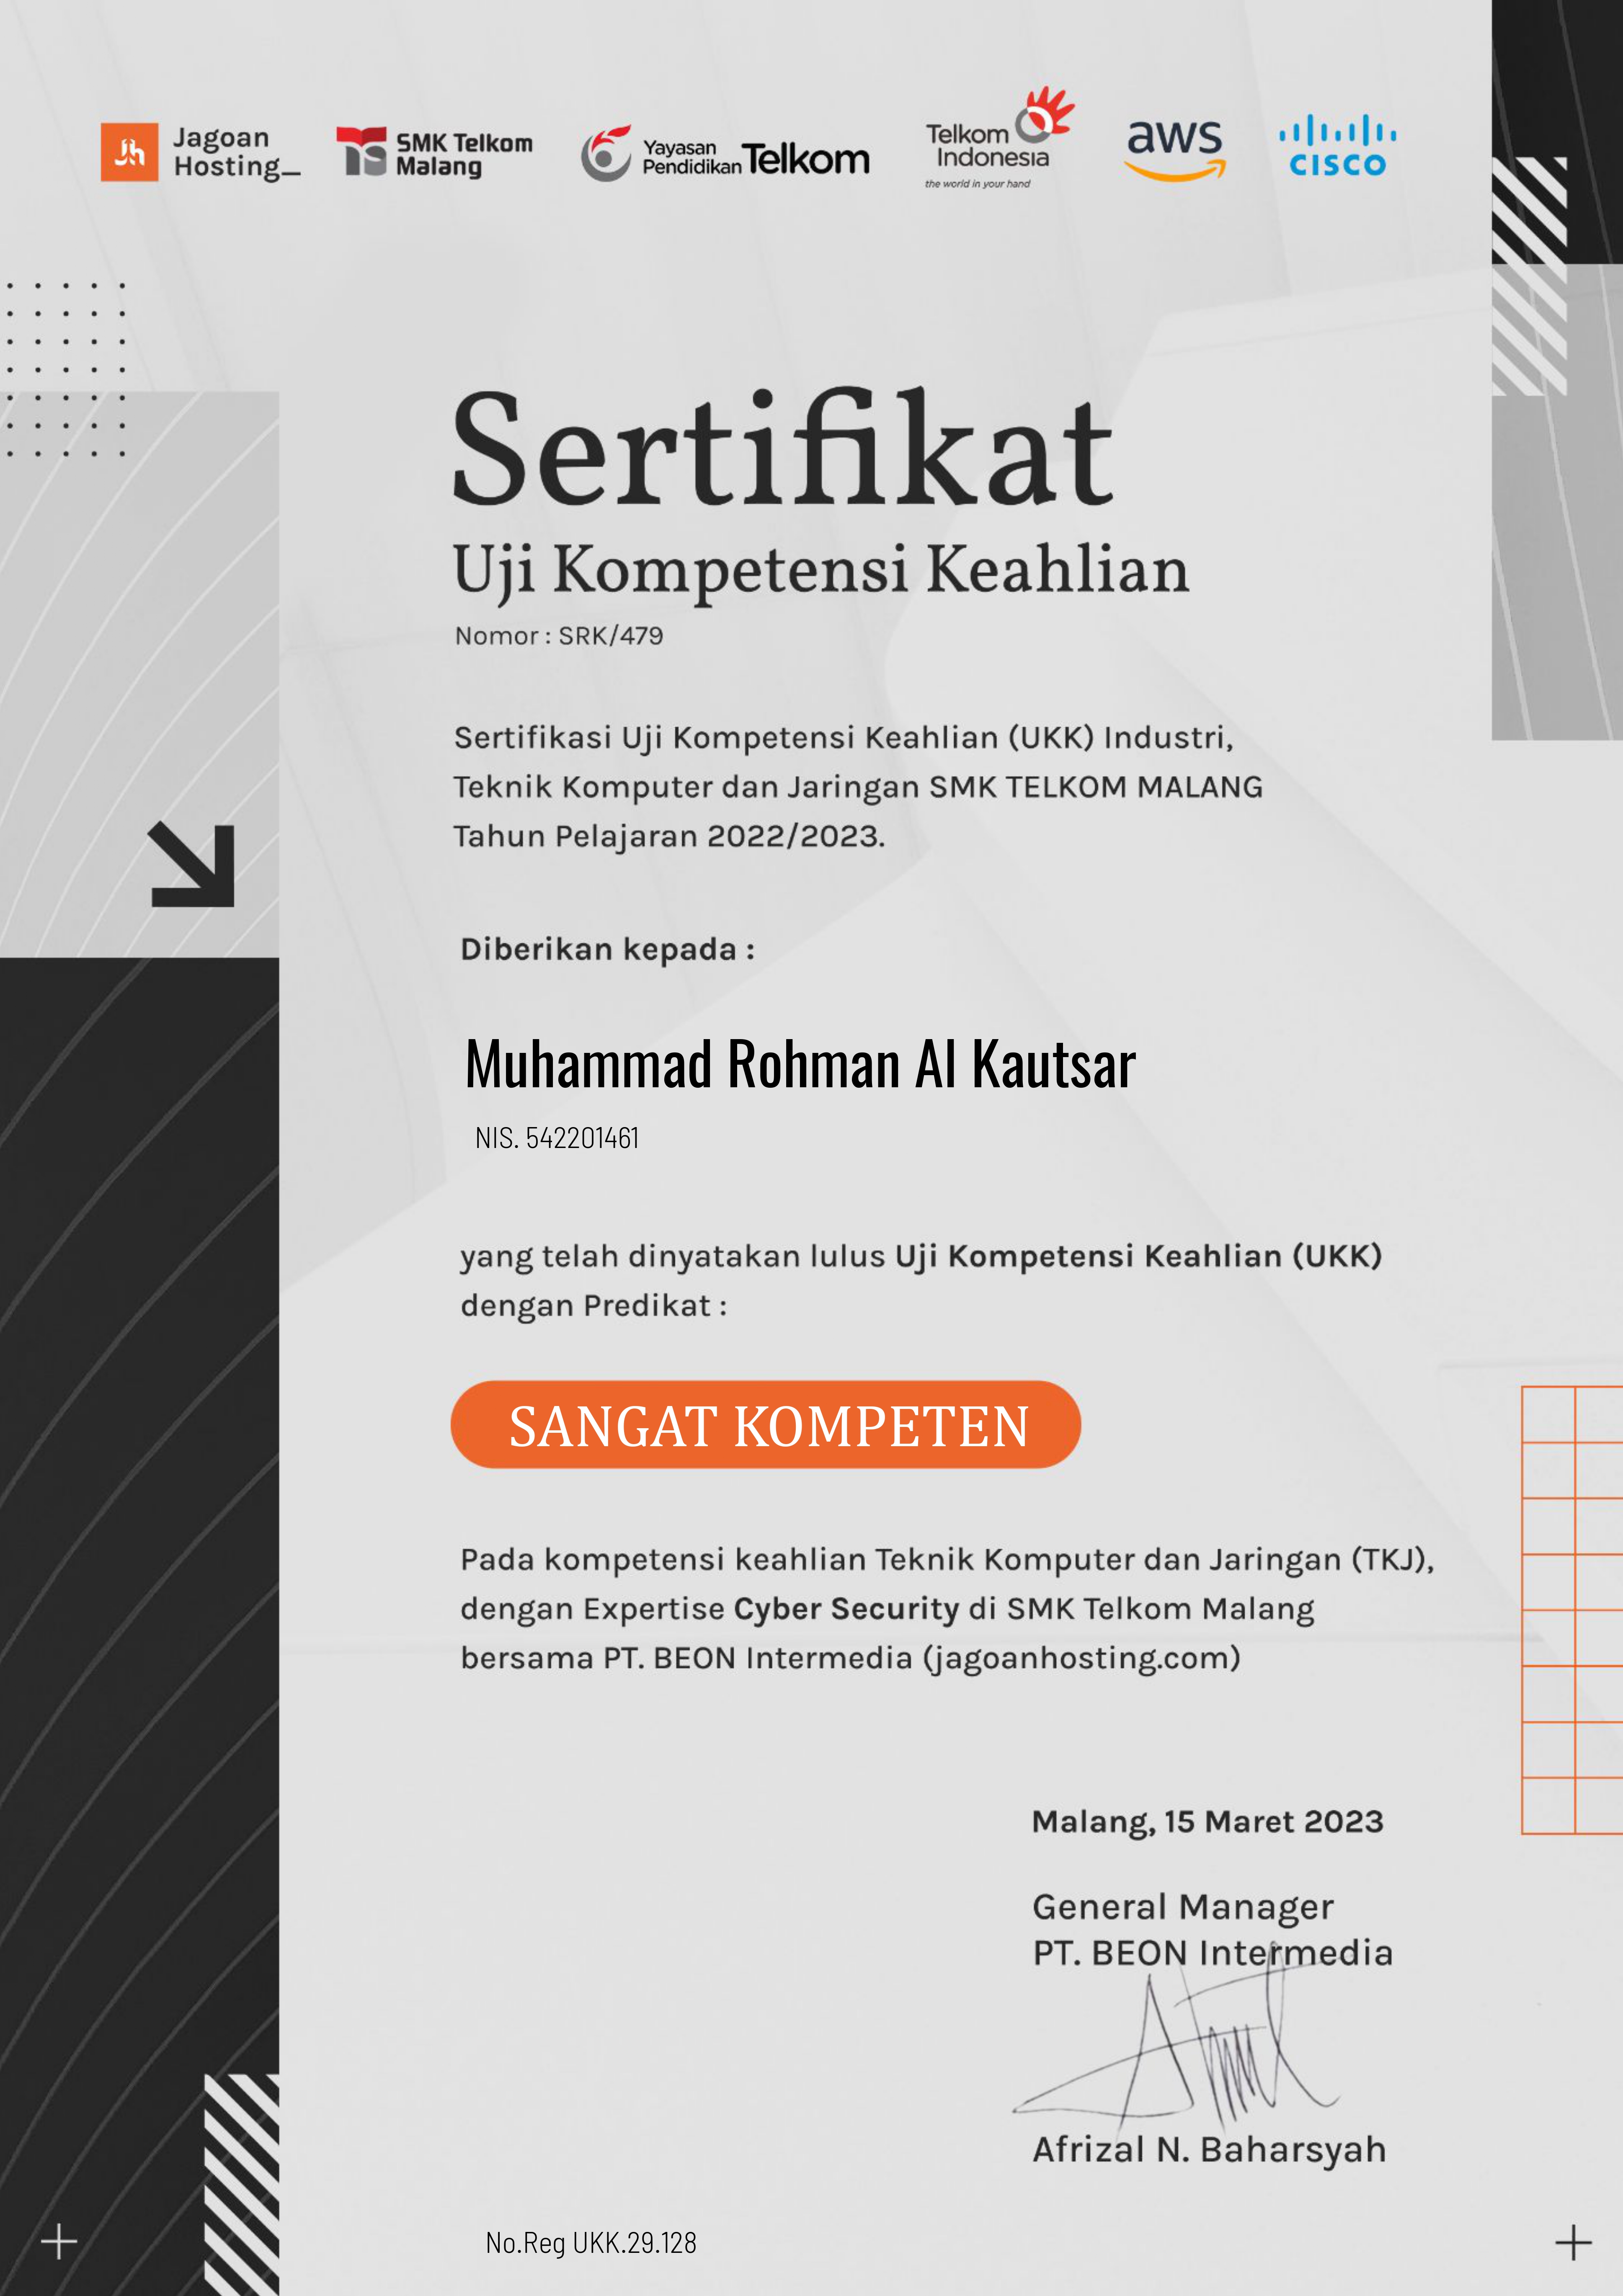 Jagoan
Hosting_
SMK Telkom
Malang
Yayasan
Pendidikan Telkom
Telkom
Indonesia
the world in your hand
aws
CISCO
Sertifikat
Uji Kompetensi Keahlian
Nomor : SRK/479
Sertifikasi Uji Kompetensi Keahlian (UKK) Industri,
Teknik Komputer dan Jaringan SMK TELKOM MALANG
Tahun Pelajaran 2022/2023.
Diberikan kepada :
Muhammad Rohman Al Kautsar
NIS. 542201461
yang telah dinyatakan lulus Uji Kompetensi Keahlian (UKK)
dengan Predikat :
SANGAT KOMPETEN
Pada kompetensi keahlian Teknik Komputer dan Jaringan (TKJ),
dengan Expertise Cyber Security di SMK Telkom Malang
bersama PT. BEON Intermedia (jagoanhosting.com)
Malang, 15 Maret 2023
General Manager
PT. BEON Intermedia
Afrizal N. Baharsyah
No.Reg UKK.29.128